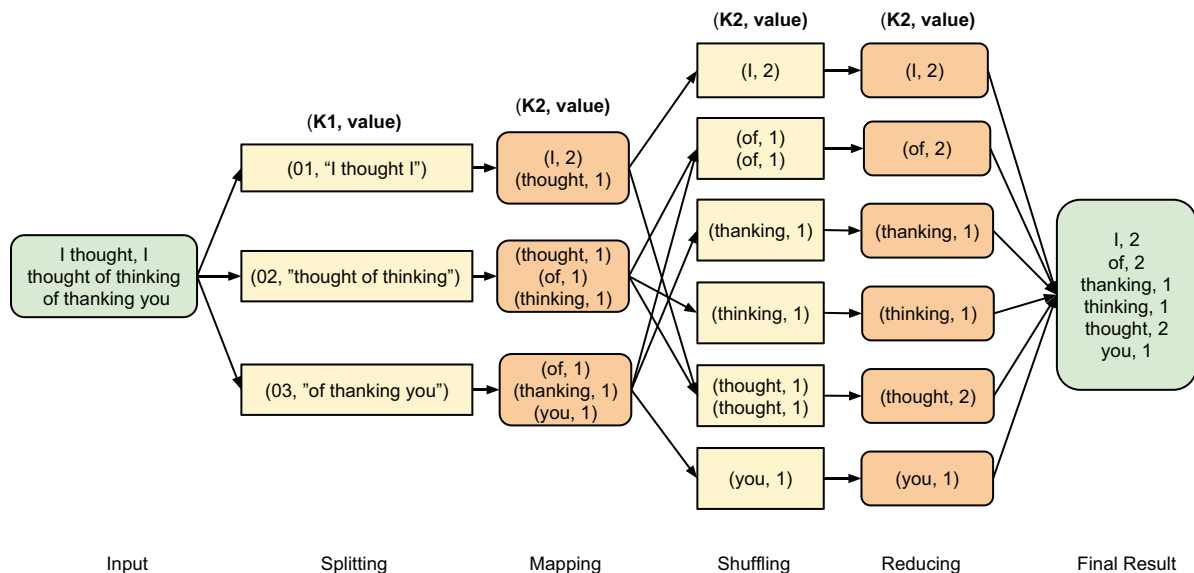 (K2, value)
(K2, value)
(I, 2)
(I, 2)
(K1, value)
(K2, value)
(01, “I thought I”)
(I, 2)
(thought, 1)
(of, 1)
(of, 1)
(of, 2)
I thought, I
thought of thinking
of thanking you
(02, ”thought of thinking”)
(thought, 1)
(of, 1)
(thinking, 1)
(thanking, 1)
(thanking, 1)
(thinking, 1)
(thinking, 1)
(03, ”of thanking you”)
(of, 1)
(thanking, 1)
(you, 1)
(thought, 1)
(thought, 1)
(thought, 2)
(you, 1)
(you, 1)
I, 2
of, 2
thanking, 1
thinking, 1
thought, 2
you, 1
Input
Splitting
Mapping
Shuffling
Reducing
Final Result